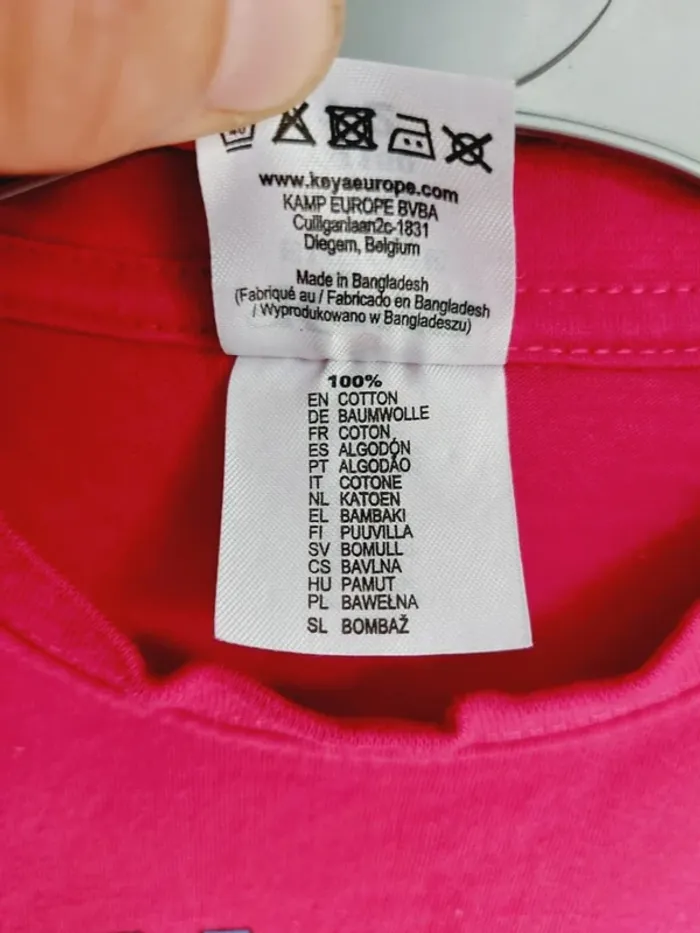 40
www.keyaeurope.com
KAMP EUROPE BVBA
Culliganlaan2c-1831
Diegem, Belgium
Made in Bangladesh
(Fabriqué au / Fabricado en Bangladesh
/ Wyprodukowano w Bangladeszu)
100%
EN COTTON
DE BAUMWOLLE
FR COTON
ES ALGODÓN
PT ALGODÃO
IT COTONE
NL KATOEN
EL BAMBAKI
FI PUUVILLA
SV BOMULL
CS BAVLNA
HU PAMUT
PL BAWEŁNA
SL BOMBAŽ